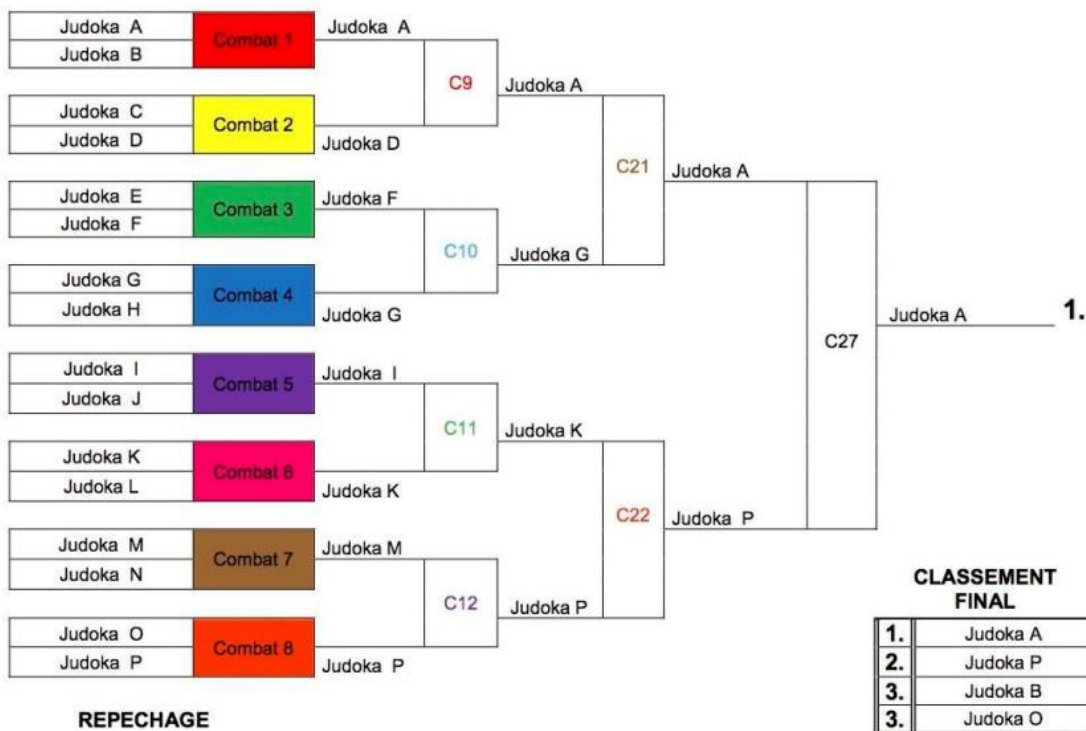 Judoka A
Combat 1
Judoka A
Judoka B
C9
Judoka A
Judoka C
Combat 2
Judoka D
Judoka D
C21
Judoka A
Judoka E
Combat 3
Judoka F
Judoka F
C10
Judoka G
Judoka G
Combat 4
Judoka H
Judoka G
C27
Judoka A
1.
Judoka I
Combat 5
Judoka I
Judoka J
C11
Judoka K
Judoka K
Combat 6
Judoka L
Judoka K
C22
Judoka P
Judoka M
Combat 7
Judoka M
Judoka N
C12
Judoka P
Judoka O
Combat 8
Judoka P
Judoka P
CLASSEMENT
FINAL
1. Judoka A
2. Judoka P
3. Judoka B
3. Judoka O
REPECHAGE